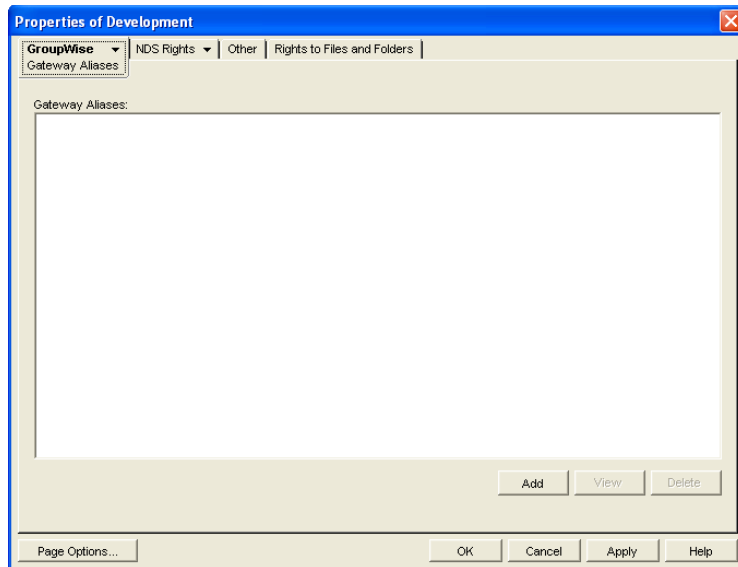 Properties of Development
GroupWise NDS Rights Other Rights to Files and Folders
Gateway Aliases
Gateway Aliases:
Add View Delete
Page Options... OK Cancel Apply Help